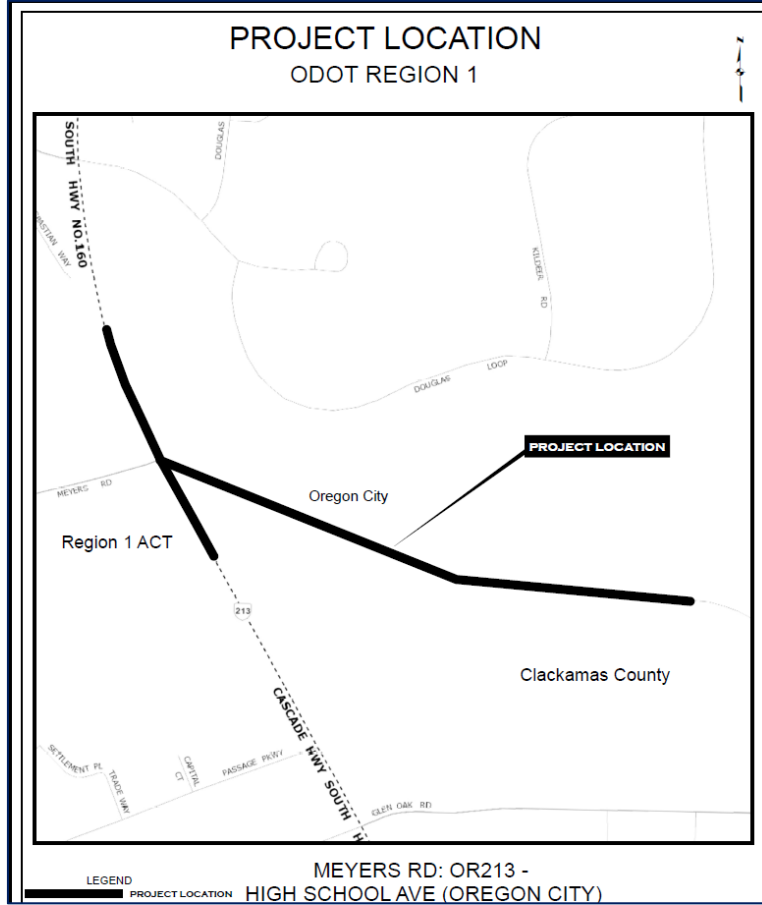 PROJECT LOCATION
ODOT REGION 1
N
SOUTH HWY NO.160
DOUGLAS
BASTIAN WAY
KILDEER RD
DOUGLAS LOOP
PROJECT LOCATION
MEYERS RD
Oregon City
Region 1 ACT
213
Clackamas County
CASCADE HWY SOUTH H
SETTLEMENT PL
TRADE WAY
CAPITAL CT
PASSAGE PKWY
GLEN OAK RD
LEGEND
PROJECT LOCATION
MEYERS RD: OR213 -
HIGH SCHOOL AVE (OREGON CITY)